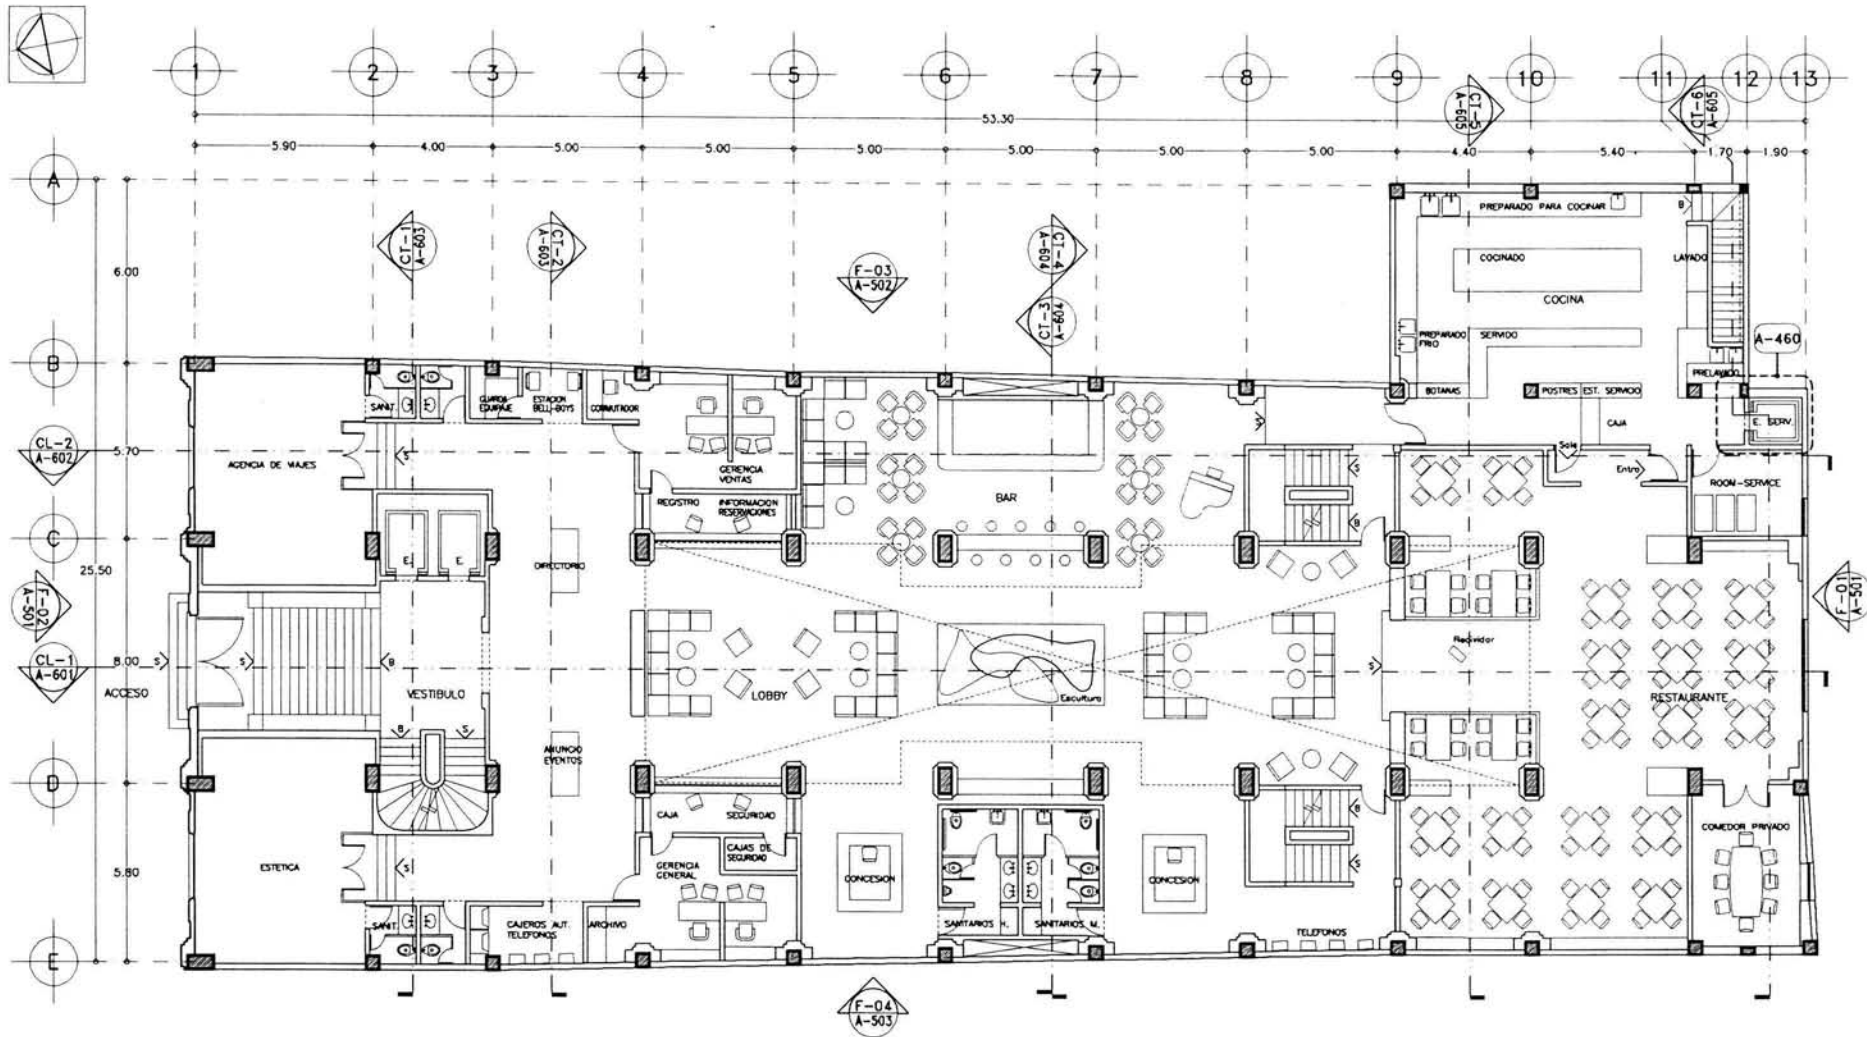 1 2 3 4 5 6 7 8 9 10 11 12 13
53.30
5.90 4.00 5.00 5.00 5.00 5.00 5.00 5.00 4.40 5.40 1.70 1.90
CT-5
A-605
CT-6
A-605
A
B
C
D
E
6.00
5.70
25.50
8.00
5.80
CT-1
A-603
CT-2
A-603
F-03
A-502
CT-4
A-604
CT-3
A-604
PREPARADO PARA COCINAR
B
COCINADO
LAVADO
COCINA
PREPARADO
FRIO
SERVIDO
A-460
PRELAVADO
BOTANAS
POSTRES
EST. SERVICIO
CAJA
E. SERV.
Sale
Entra
ROOM-SERVICE
CL-2
A-602
SANIT.
GUARDA
EQUIPAJE
ESTACION
BELL-BOYS
CONMUTADOR
AGENCIA DE VIAJES
S
GERENCIA
VENTAS
REGISTRO
INFORMACION
RESERVACIONES
BAR
S
S
B
E.
E.
DIRECTORIO
F-02
A-501
F-01
A-501
CL-1
A-601
ACCESO
S
S
B
VESTIBULO
LOBBY
Escultura
S
Recividor
RESTAURANTE
B
S
ANUNCIO
EVENTOS
CAJA
SEGURIDAD
CAJAS DE
SEGURIDAD
GERENCIA
GENERAL
ESTETICA
S
CONCESION
CONCESION
B
S
COMEDOR PRIVADO
SANIT.
CAJEROS AUT.
TELEFONOS
ARCHIVO
SANITARIOS H.
SANITARIOS M.
TELEFONOS
F-04
A-503